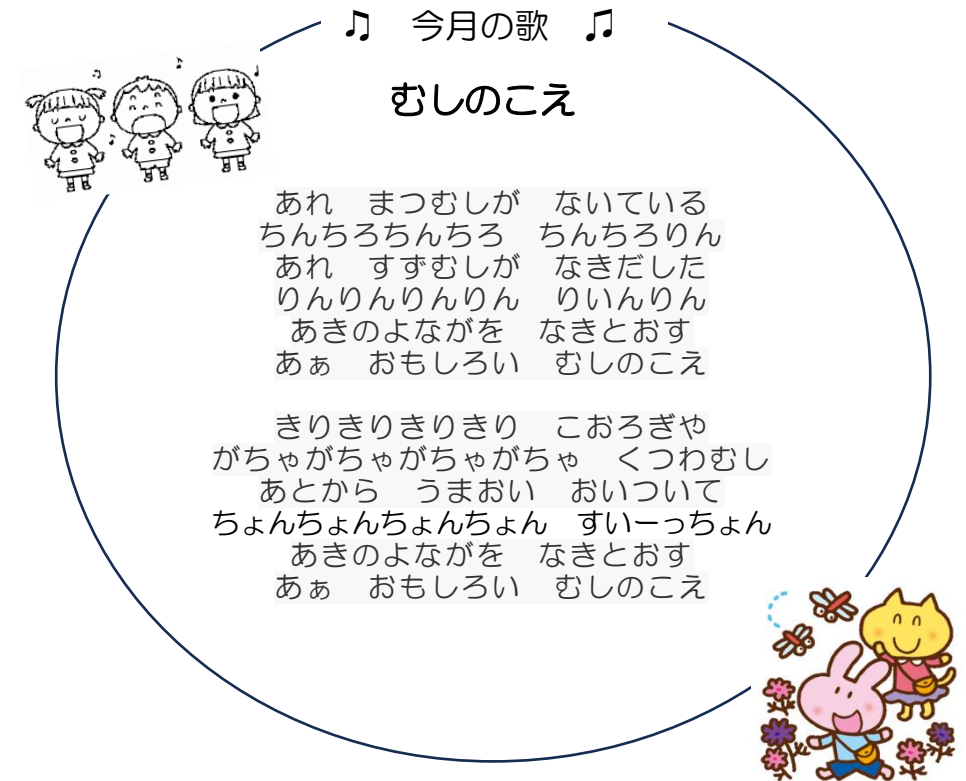 ♫　今月の歌　♫
むしのこえ
あれ　まつむしが　ないている
ちんちろちんちろ　ちんちろりん
あれ　すずむしが　なきだした
りんりんりんりん　りいんりん
あきのよながを　なきとおす
あぁ　おもしろい　むしのこえ
きりきりきりきり　こおろぎや
がちゃがちゃがちゃがちゃ　くつわむし
あとから　うまおい　おいついて
ちょんちょんちょんちょん　すいーっちょん
あきのよながを　なきとおす
あぁ　おもしろい　むしのこえ